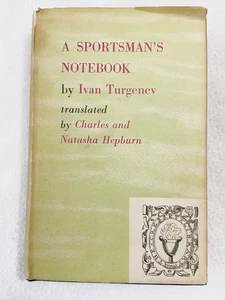 A SPORTSMAN'S
NOTEBOOK
by Ivan Turgenev
translated
by Charles and
Natasha Hepburn